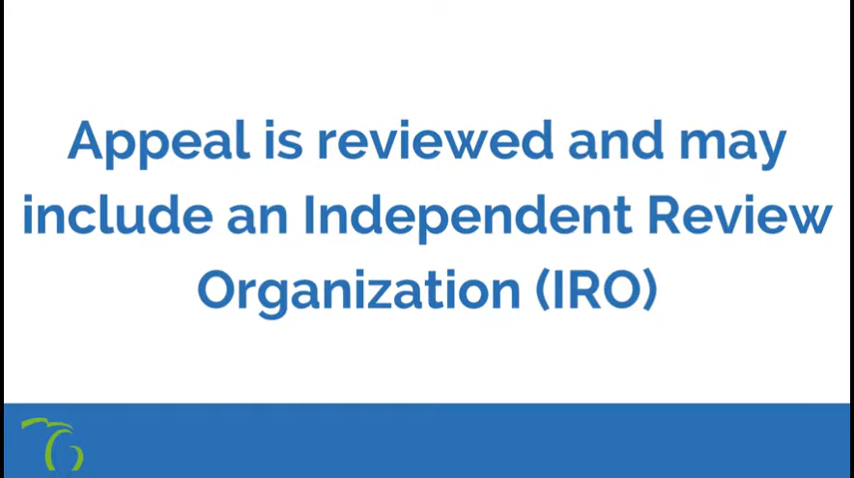 Appeal is reviewed and may
include an Independent Review
Organization (IRO)